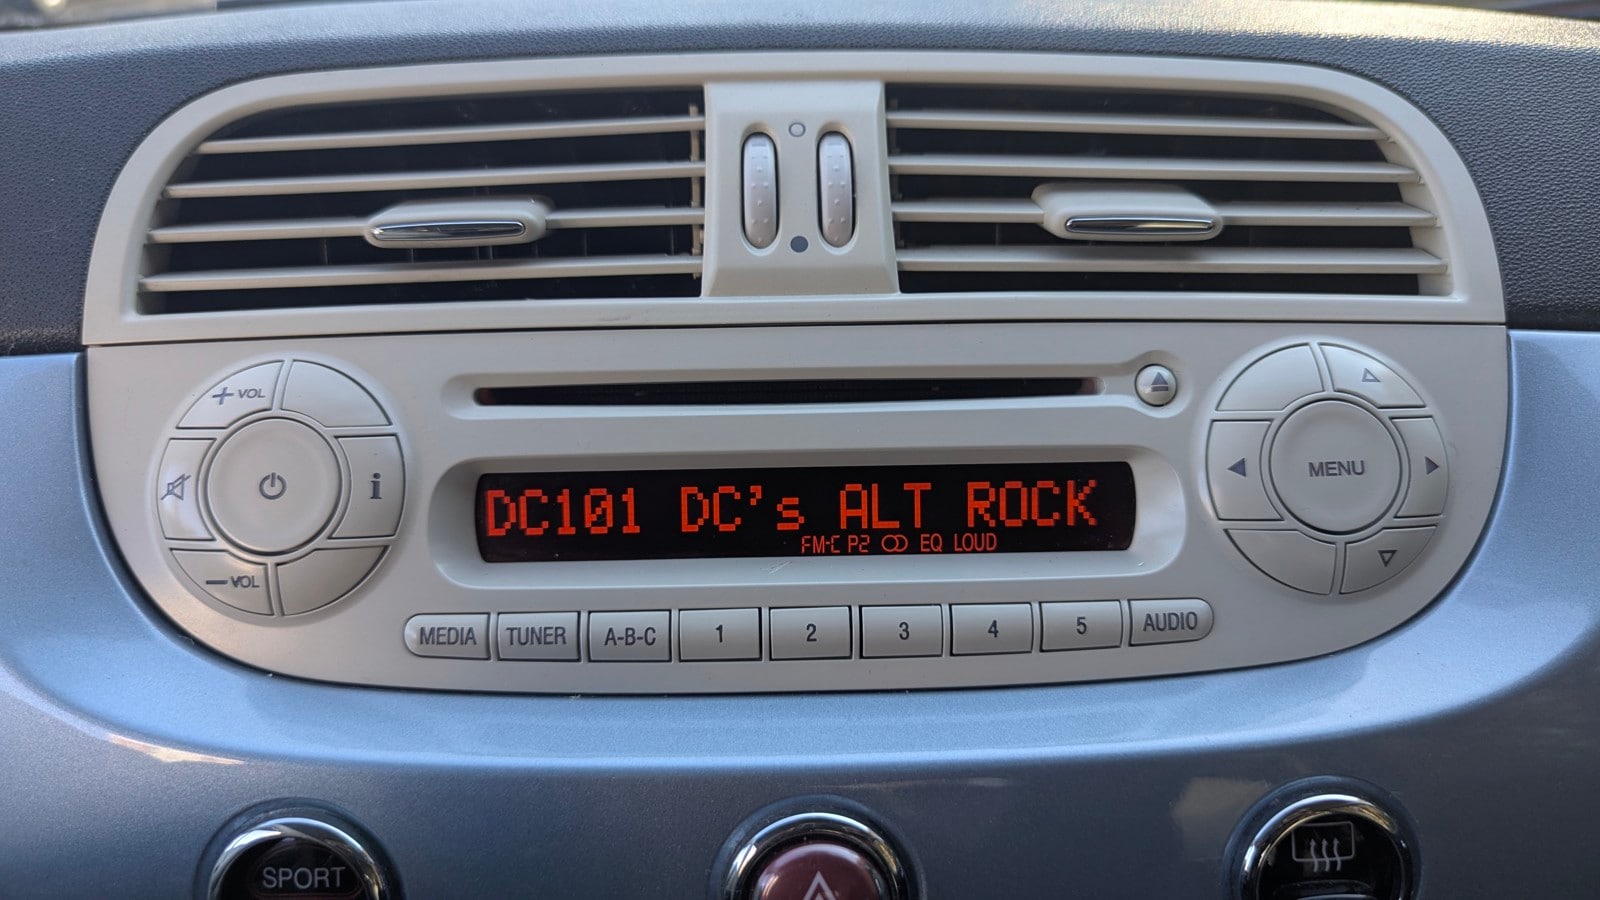 + VOL
i
MENU
DC101 DC's ALT ROCK
FM-C P2 EQ LOUD
− VOL
MEDIA TUNER A-B-C 1 2 3 4 5 AUDIO
SPORT